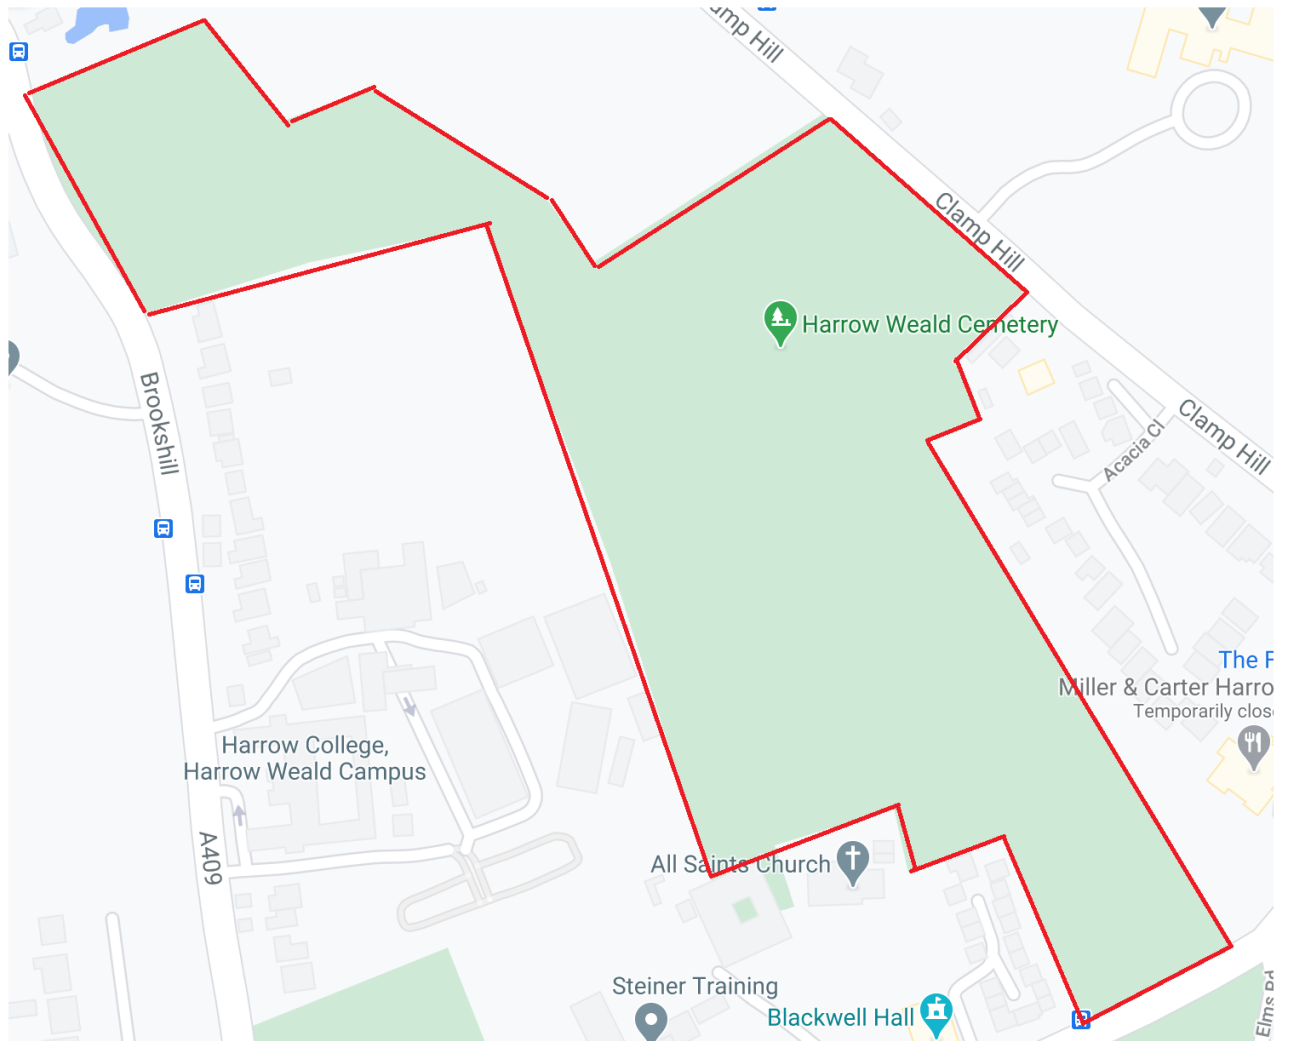 amp Hill
Clamp Hill
Harrow Weald Cemetery
Brookshill
Clamp Hill
Acacia Cl
The F
Miller & Carter Harro
Temporarily clos
Harrow College,
Harrow Weald Campus
A409
All Saints Church
Steiner Training
Blackwell Hall
Elms Rd